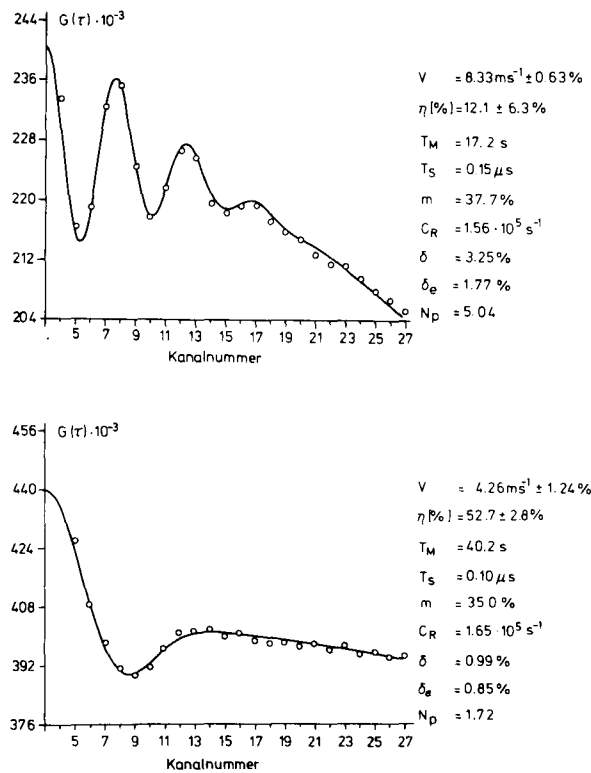 G(τ)·10⁻³
244
236
228
220
212
204
5 7 9 11 13 15 17 19 21 23 25 27
Kanalnummer
V = 8.33ms⁻¹ ± 0.63%
η[%] = 12.1 ± 6.3 %
T_M = 17.2 s
T_S = 0.15 μs
m = 37.7 %
C_R = 1.56 · 10⁵ s⁻¹
δ = 3.25 %
δ_e = 1.77 %
N_p = 5.04
G(τ)·10⁻³
456
440
424
408
392
376
5 7 9 11 13 15 17 19 21 23 25 27
Kanalnummer
V = 4.26ms⁻¹ ± 1.24%
η[%] = 52.7 ± 2.8%
T_M = 40.2 s
T_S = 0.10 μs
m = 35.0 %
C_R = 1.65 · 10⁵ s⁻¹
δ = 0.99 %
δ_e = 0.85 %
N_p = 1.72